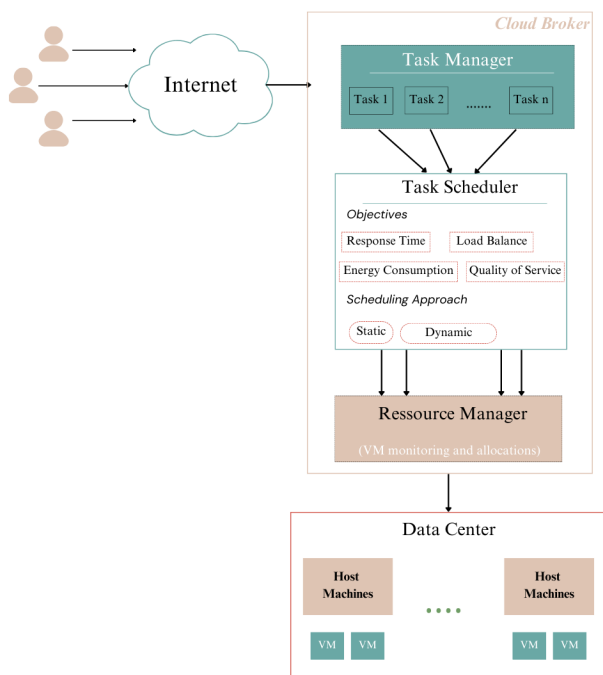 Cloud Broker
Internet
Task Manager
Task 1 Task 2 ....... Task n
Task Scheduler
Objectives
Response Time Load Balance
Energy Consumption Quality of Service
Scheduling Approach
Static Dynamic
Ressource Manager
(VM monitoring and allocations)
Data Center
Host Host
Machines Machines
VM VM VM VM